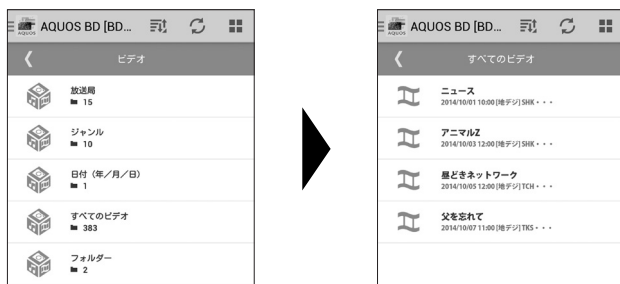 AQUOS
AQUOS BD [BD...
ビデオ
放送局
15
ジャンル
10
日付（年／月／日）
1
すべてのビデオ
383
フォルダー
2
AQUOS
AQUOS BD [BD...
すべてのビデオ
ニュース
2014/10/01 10:00 [地デジ] SHK・・・
アニマルZ
2014/10/03 12:00 [地デジ] SHK・・・
昼どきネットワーク
2014/10/05 12:00 [地デジ] TCH・・・
父を忘れて
2014/10/07 11:00 [地デジ] TKS・・・